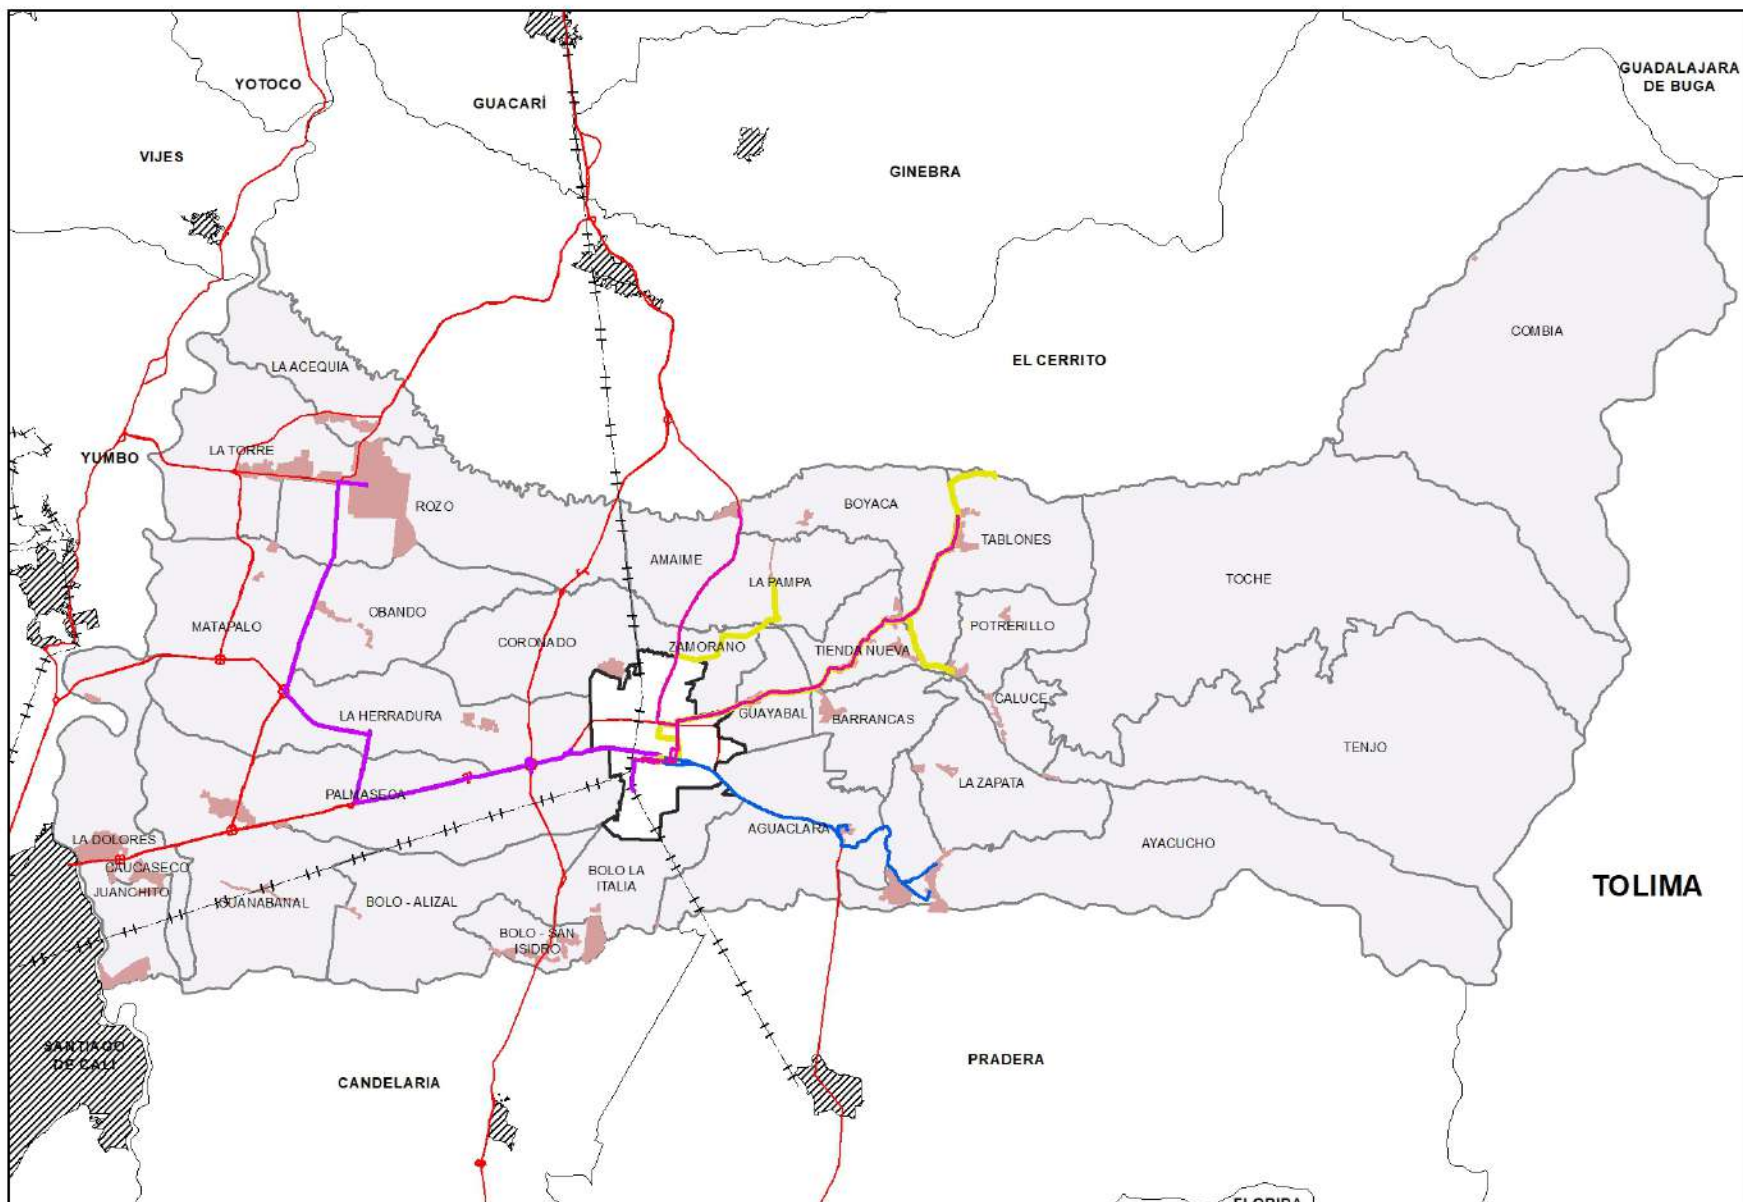 GUADALAJARA
DE BUGA
YOTOCO
GUACARÍ
VIJES
GINEBRA
COMBIA
EL CERRITO
LA ACEQUIA
LA TORRE
YUMBO
ROZO
BOYACA
TABLONES
AMAIME
LA PAMPA
TOCHE
OBANDO
MATAPALO
CORONADO
ZAMORANO
TIENDA NUEVA
POTRERILLO
CALUCE
LA HERRADURA
GUAYABAL
BARRANCAS
TENJO
PALMASECA
LA ZAPATA
LA DOLORES
AGUACLARA
AYACUCHO
CAUCASECO
JUANCHITO
BOLO LA
ITALIA
GUANABANAL
BOLO - ALIZAL
TOLIMA
BOLO - SAN
ISIDRO
SANTIAGO
DE CALI
PRADERA
CANDELARIA